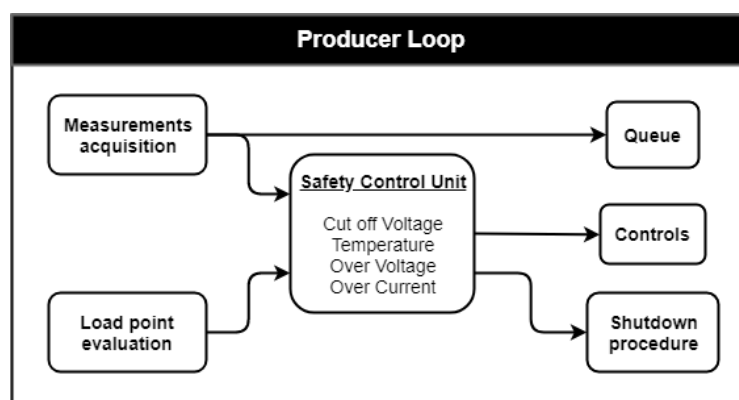 Producer Loop
Measurements
acquisition
Queue
Safety Control Unit
Cut off Voltage
Temperature
Over Voltage
Over Current
Controls
Load point
evaluation
Shutdown
procedure